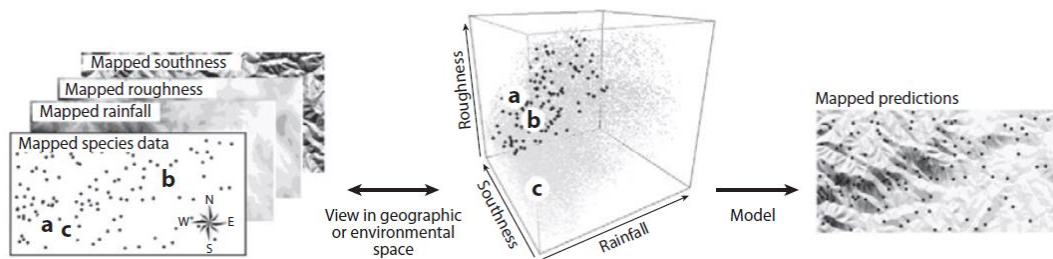 Mapped southness
Mapped roughness
Mapped rainfall
Mapped species data
b
a c
N
W E
S
View in geographic
or environmental
space
Roughness
a
b
c
Southness
Rainfall
Model
Mapped predictions